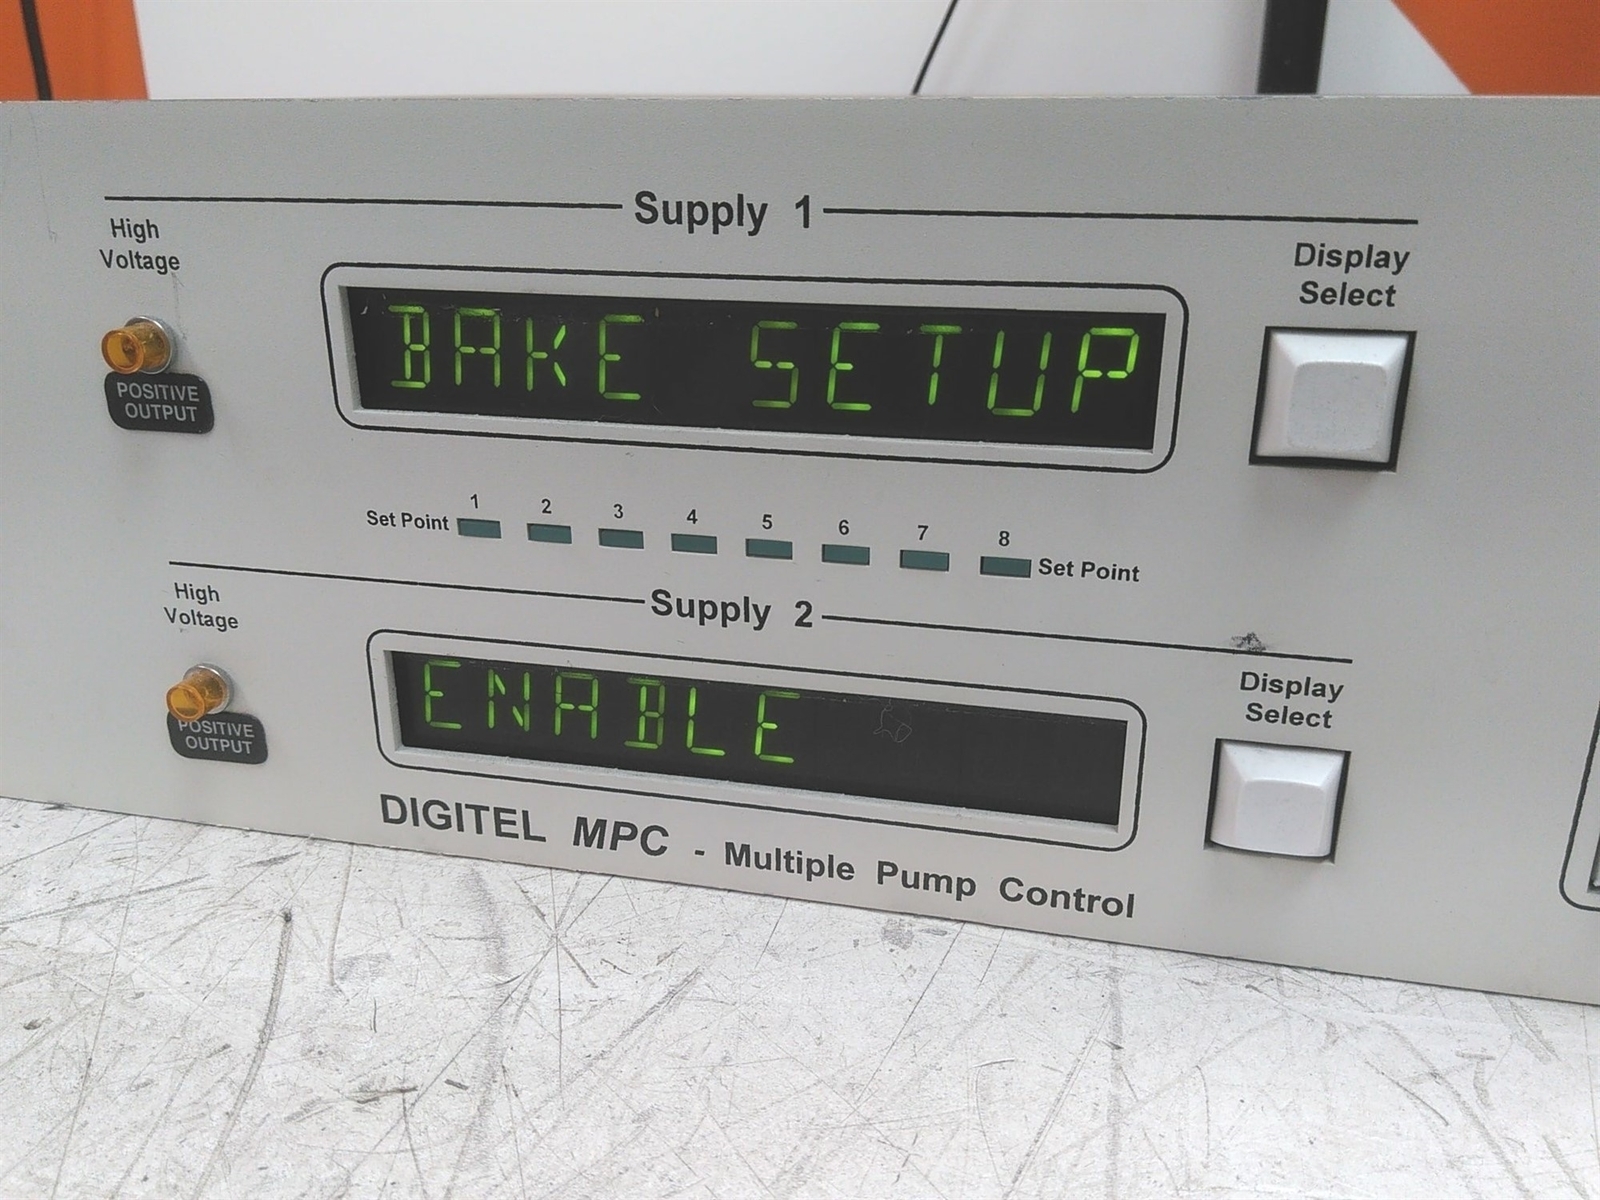 Supply 1
High
Voltage
POSITIVE
OUTPUT
BAKE SETUP
Display
Select
Set Point 1 2 3 4 5 6 7 8 Set Point
Supply 2
High
Voltage
POSITIVE
OUTPUT
ENABLE
Display
Select
DIGITEL MPC - Multiple Pump Control